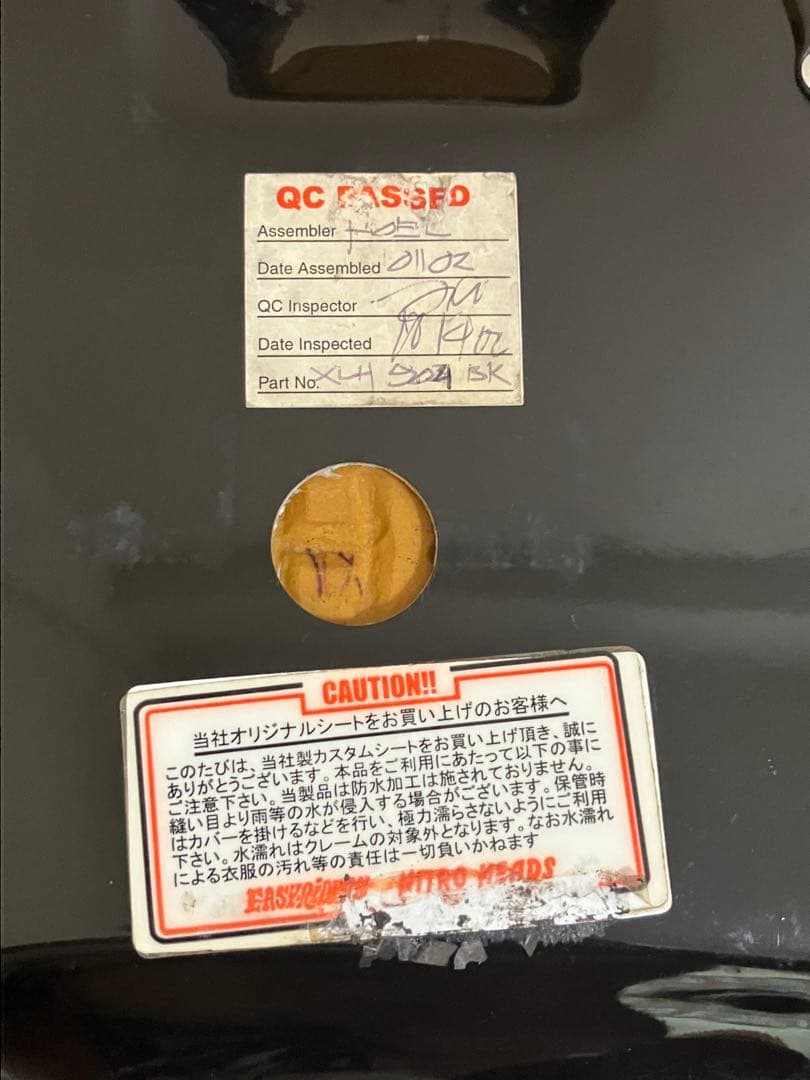 QC PASSED
Assembler
Date Assembled 01102
QC Inspector
Date Inspected
Part No. XLH BK
CAUTION!!
当社オリジナルシートをお買い上げのお客様へ
このたびは、当社製カスタムシートをお買い上げ頂き、誠に
ありがとうございます。本品をご利用にあたって以下の事に
ご注意下さい。当製品は防水加工は施されておりません。
縫い目より雨等の水が侵入する場合がございます。保管時
はカバーを掛けるなどを行い、極力濡らさないようにご利用
下さい。水濡れはクレームの対象外となります。なお水濡れ
による衣服の汚れ等の責任は一切負いかねます
EASYRIDERS NITRO HEADS